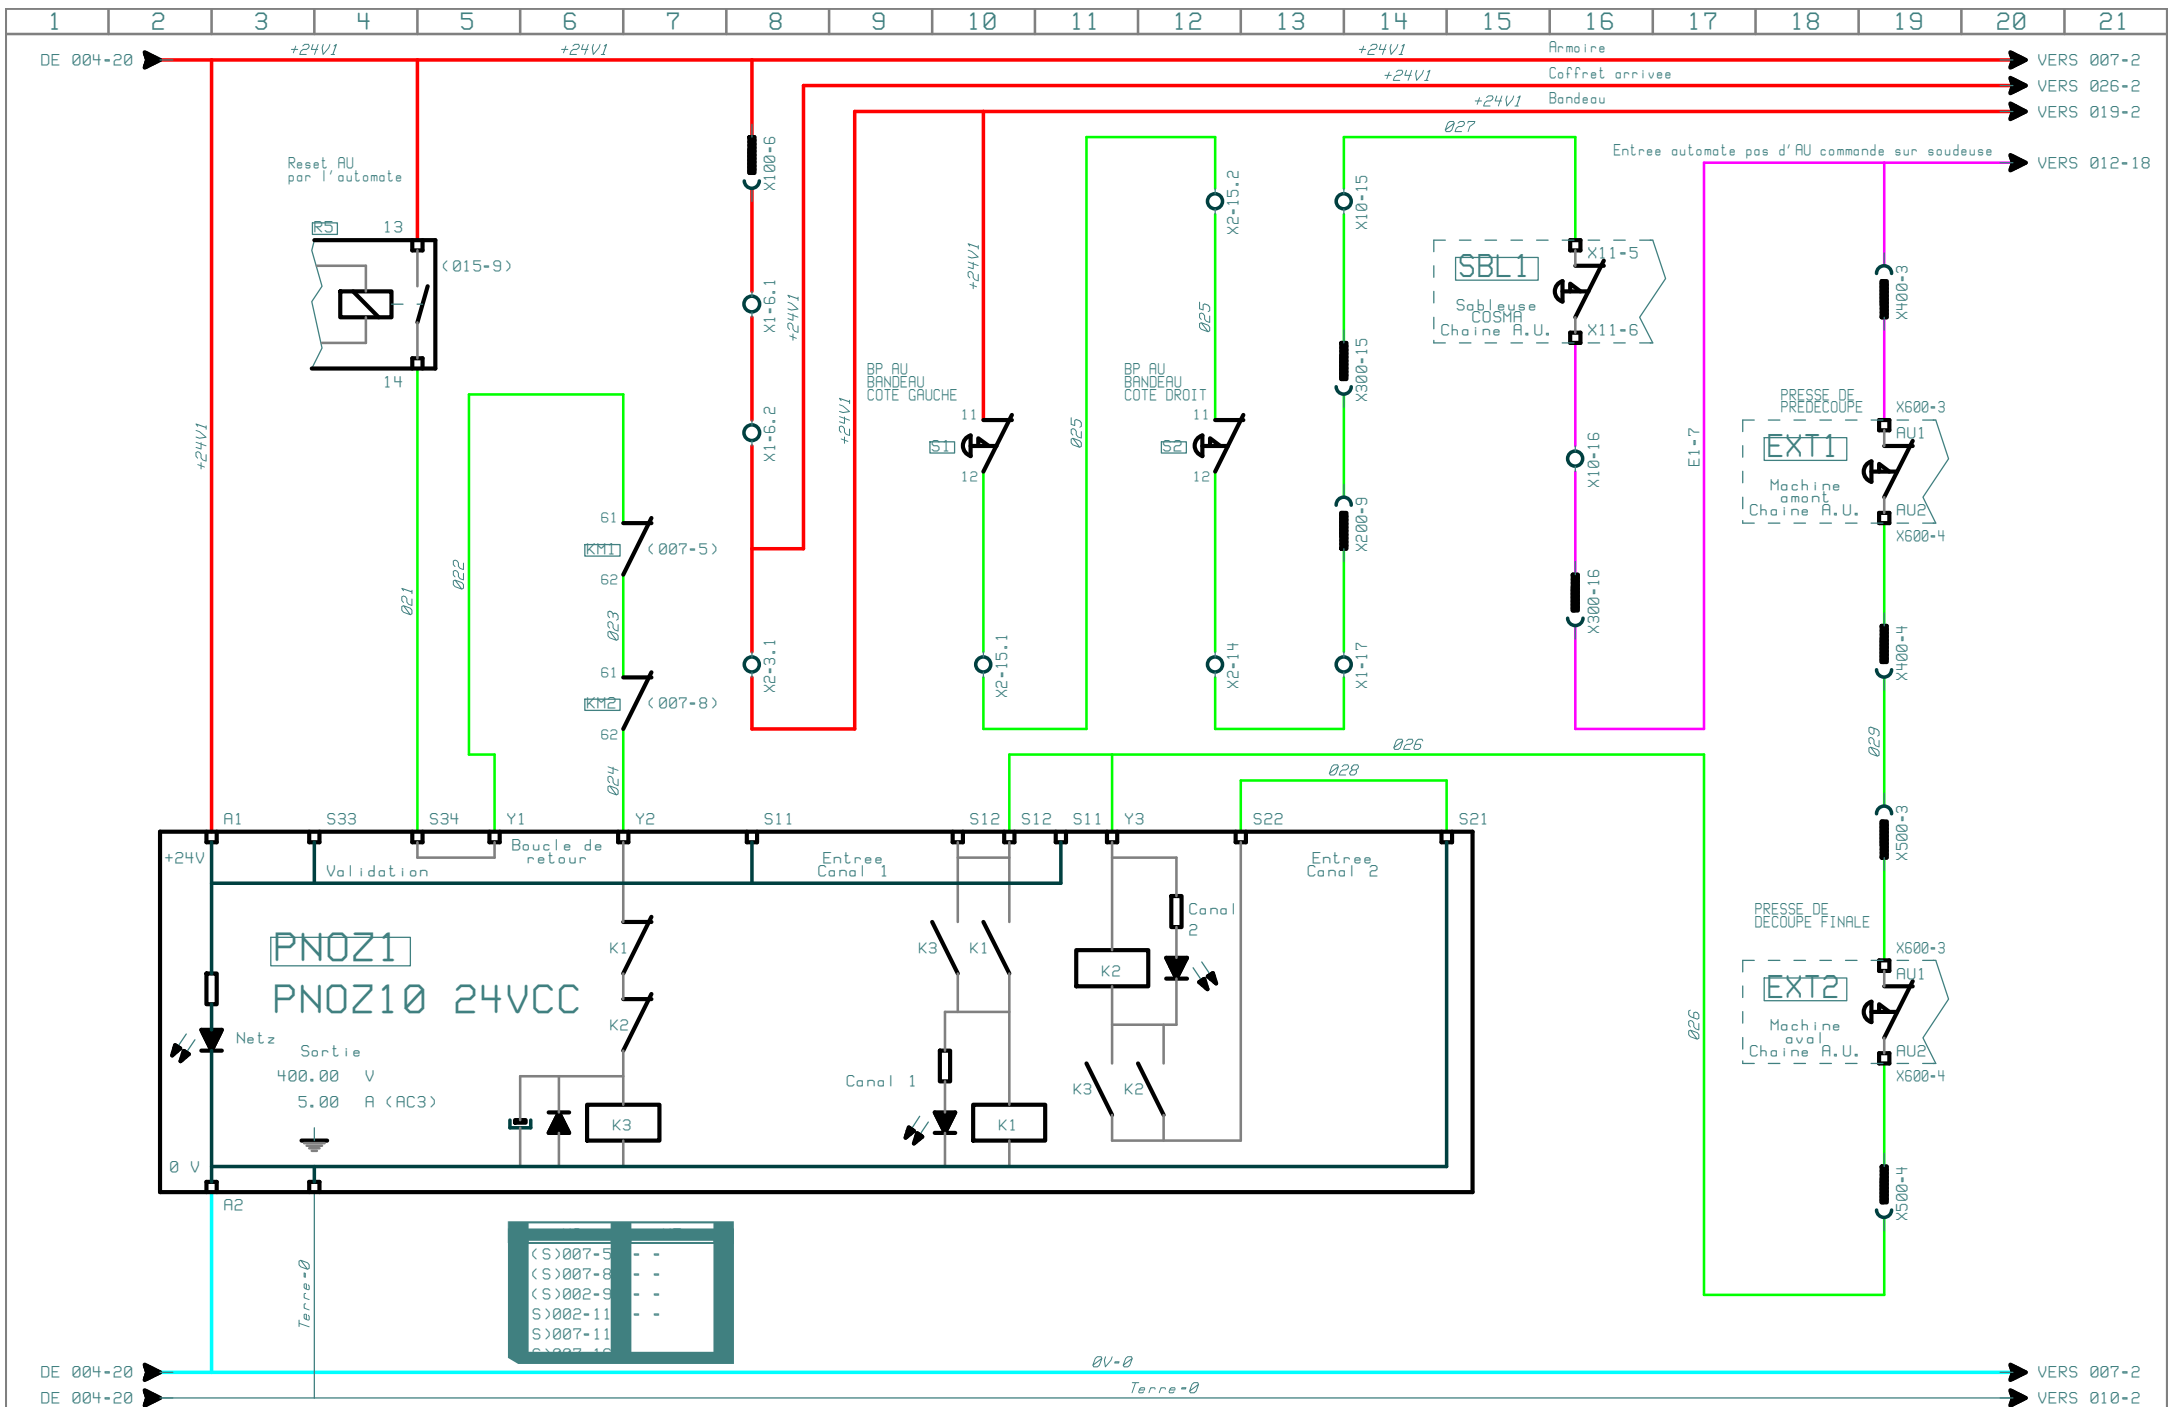 1 2 3 4 5 6 7 8 9 10 11 12 13 14 15 16 17 18 19 20 21
DE 004-20
+24V1
+24V1
+24V1
Armoire
VERS 007-2
+24V1
Coffret arrivee
VERS 026-2
+24V1
Bandeau
VERS 019-2
027
Entree automate pas d'AU commande sur soudeuse
VERS 012-18
Reset AU
par l'automate
R5
13
(015-9)
14
X100-6
X1-6.1
+24V1
X1-6.2
X2-3.1
+24V1
+24V1
+24V1
021
022
61
KM1
(007-5)
62
023
61
KM2
(007-8)
62
024
BP AU
BANDEAU
COTE GAUCHE
11
S1
12
X2-15.1
025
X2-15.2
025
BP AU
BANDEAU
COTE DROIT
11
S2
12
X2-14
X10-15
X300-15
X200-9
X1-17
SBL1
X11-5
Sableuse
COSMA
Chaine A.U.
X11-6
X10-16
X300-16
E1-7
X400-3
PRESSE DE
PREDECOUPE
X600-3
EXT1
AU1
Machine
amont
Chaine A.U.
AU2
X600-4
X400-4
029
X500-3
PRESSE DE
DECOUPE FINALE
X600-3
EXT2
AU1
Machine
aval
Chaine A.U.
AU2
X600-4
X500-4
026
028
026
A1 S33 S34 Y1 Y2 S11 S12 S12 S11 Y3 S22 S21
+24V
Validation
Boucle de
retour
Entree
Canal 1
Entree
Canal 2
PNOZ1
PNOZ10 24VCC
Netz
Sortie
400.00 V
5.00 A (AC3)
0 V
A2
K1
K2
K3
K3
K1
Canal 1
K1
K2
Canal
2
K3
K2
Terre-0
(S)007-5 - -
(S)007-8 - -
(S)002-9 - -
S)002-11 - -
S)007-11
DE 004-20
0V-0
VERS 007-2
DE 004-20
Terre-0
VERS 010-2